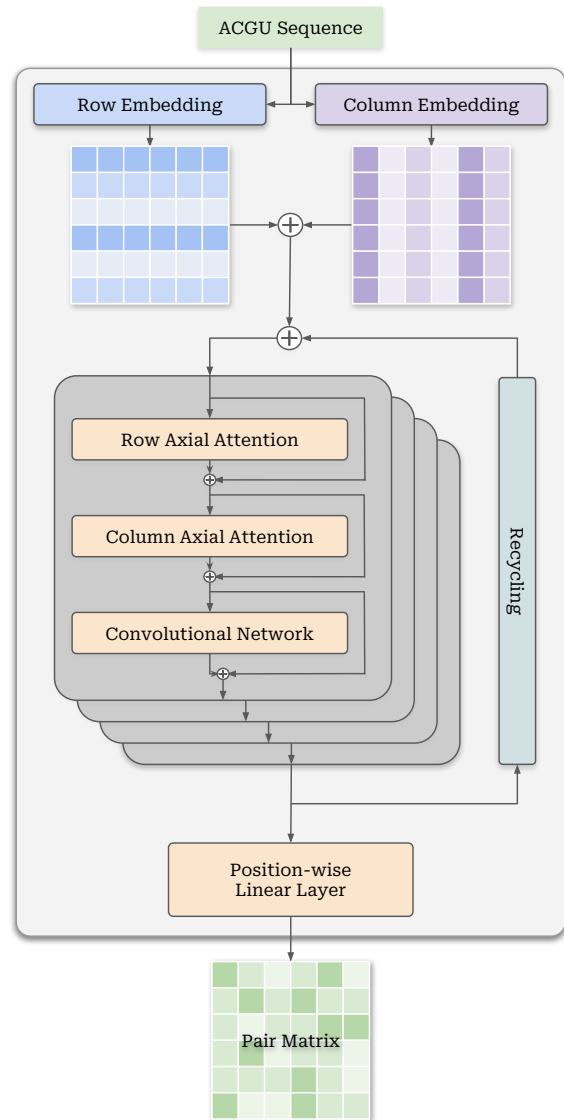 ACGU Sequence
Row Embedding
Column Embedding
Row Axial Attention
Column Axial Attention
Convolutional Network
Recycling
Position-wise
Linear Layer
Pair Matrix